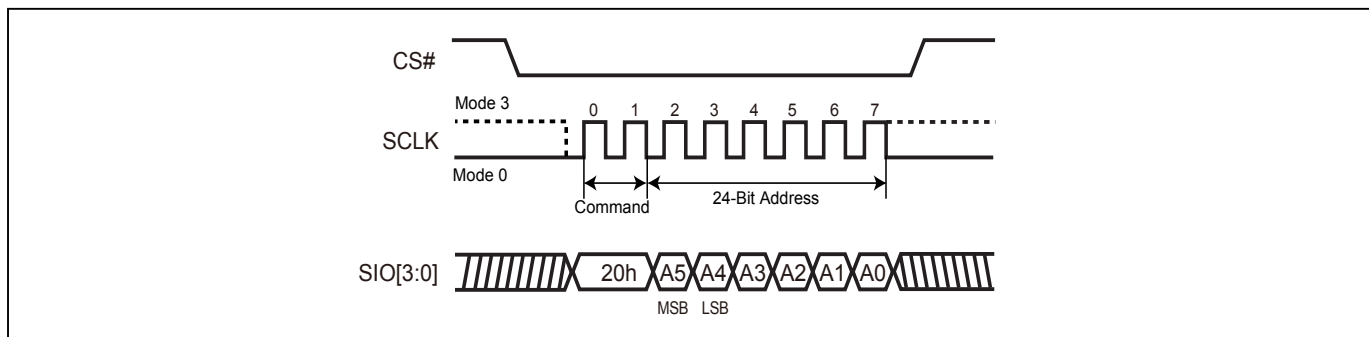 CS#
Mode 3
0 1 2 3 4 5 6 7
SCLK
Mode 0
Command
24-Bit Address
SIO[3:0]
20h A5 A4 A3 A2 A1 A0
MSB LSB